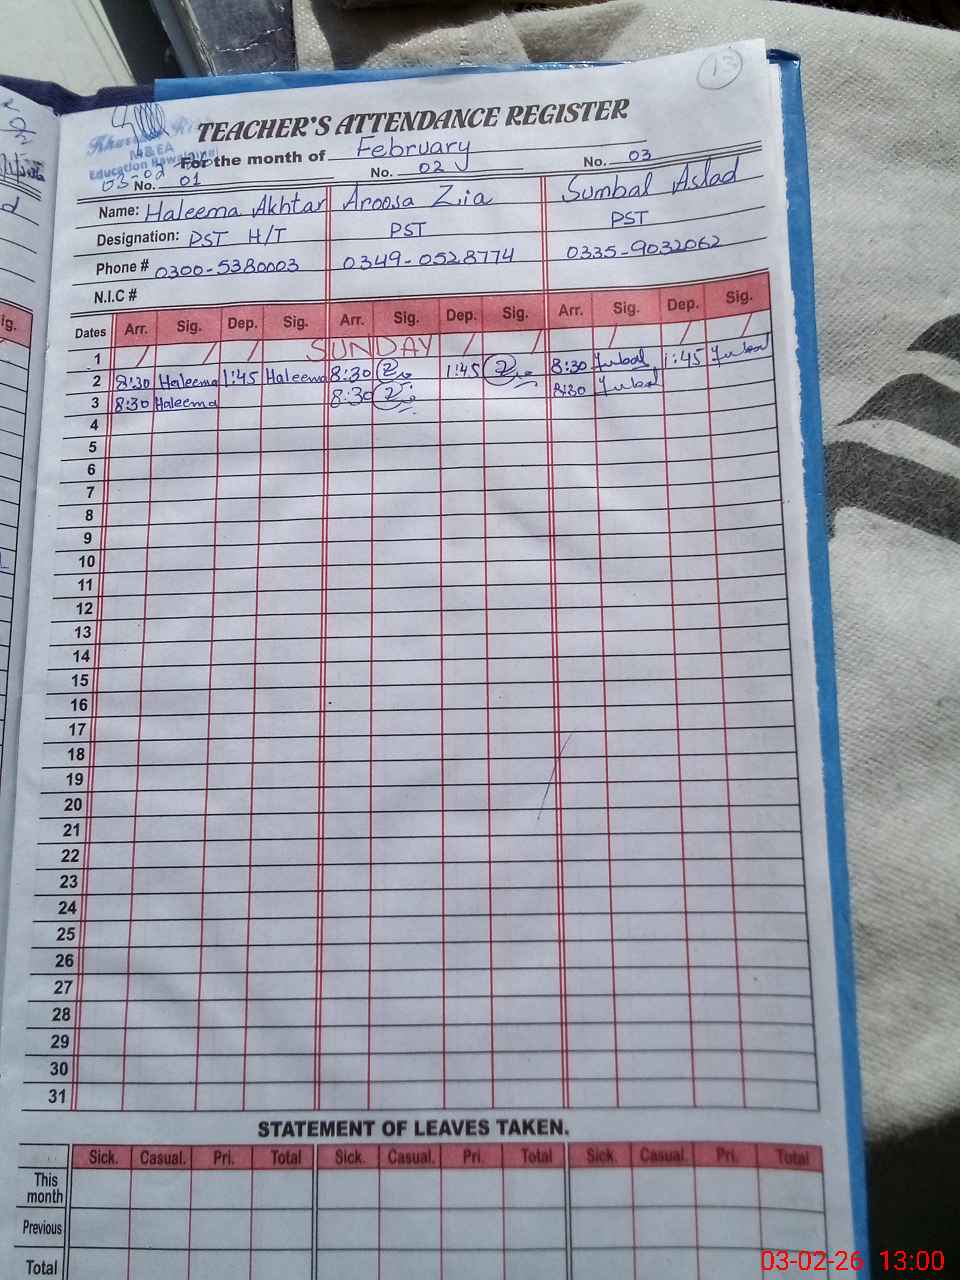 13
TEACHER'S ATTENDANCE REGISTER
M&EA
Education
03-02-26
For the month of February
No. 01 No. 02 No. 03
Name: Haleema Akhtar Aroosa Zia Sumbal Aslad
Designation: PST H/T PST PST
Phone # 0300-5380003 0349-0528774 0335-9032062
N.I.C #
Dates Arr. Sig. Dep. Sig. Arr. Sig. Dep. Sig. Arr. Sig. Dep. Sig.
1 SUNDAY
2 8:30 Haleema 1:45 Haleema 8:30 1:45 8:30 1:45
3 8:30 Haleema 8:30 8:30
4
5
6
7
8
9
10
11
12
13
14
15
16
17
18
19
20
21
22
23
24
25
26
27
28
29
30
31
STATEMENT OF LEAVES TAKEN.
Sick. Casual. Pri. Total Sick. Casual. Pri. Total Sick. Casual. Pri. Total
This month
Previous
Total
03-02-26 13:00